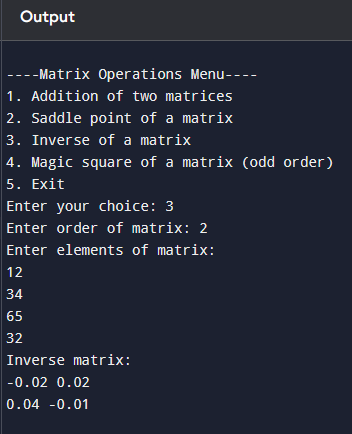 Output
----Matrix Operations Menu----
1. Addition of two matrices
2. Saddle point of a matrix
3. Inverse of a matrix
4. Magic square of a matrix (odd order)
5. Exit
Enter your choice: 3
Enter order of matrix: 2
Enter elements of matrix:
12
34
65
32
Inverse matrix:
-0.02 0.02
0.04 -0.01